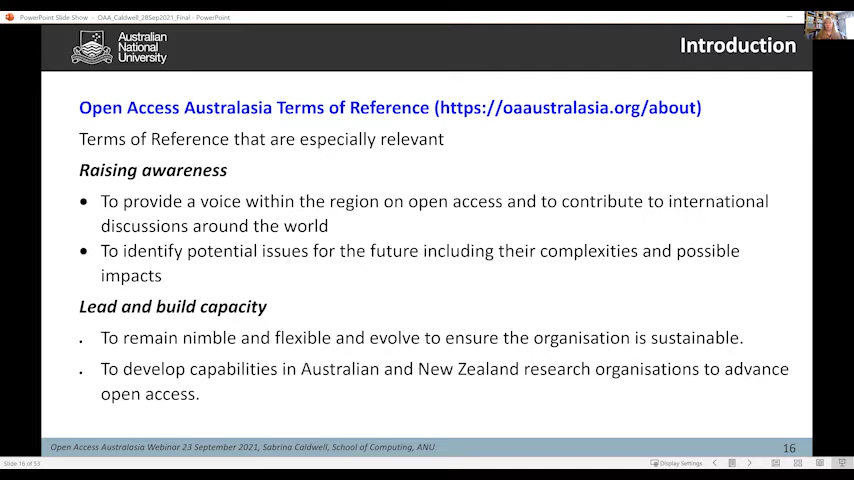 PowerPoint Slide Show - OAA_Caldwell_28Sep2021_Final - PowerPoint
Australian
National
University
Introduction
Open Access Australasia Terms of Reference (https://oaaustralasia.org/about)
Terms of Reference that are especially relevant
Raising awareness
• To provide a voice within the region on open access and to contribute to international
discussions around the world
• To identify potential issues for the future including their complexities and possible
impacts
Lead and build capacity
• To remain nimble and flexible and evolve to ensure the organisation is sustainable.
• To develop capabilities in Australian and New Zealand research organisations to advance
open access.
Open Access Australasia Webinar 23 September 2021, Sabrina Caldwell, School of Computing, ANU
16
Slide 16 of 53
Display Settings